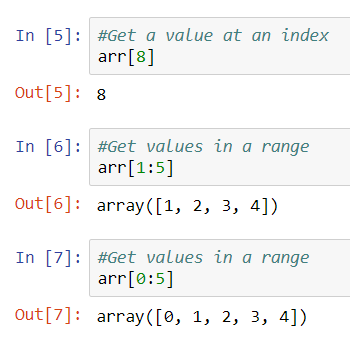 In [5]: #Get a value at an index
arr[8]
Out[5]: 8
In [6]: #Get values in a range
arr[1:5]
Out[6]: array([1, 2, 3, 4])
In [7]: #Get values in a range
arr[0:5]
Out[7]: array([0, 1, 2, 3, 4])